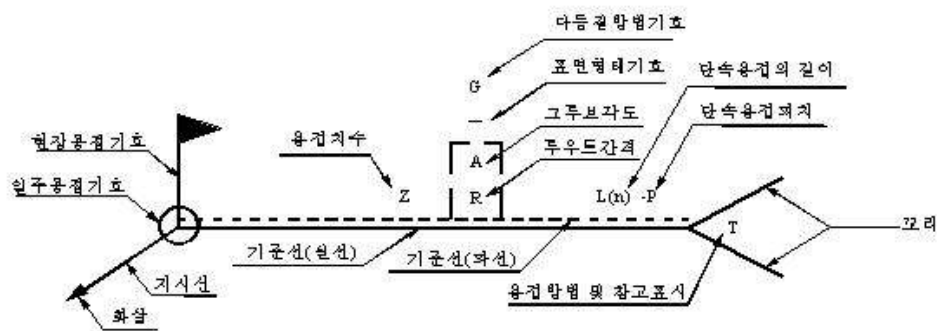 다듬질방법기호
G
표면형태기호
단속용접의 길이
그루브각도
단속용접피치
현장용접기호
용접치수
A
루우트간격
일주용접기호
Z
R
L(n) -P
T
꼬리
기준선(실선)
기준선(파선)
지시선
용접방법 및 참고표시
화살